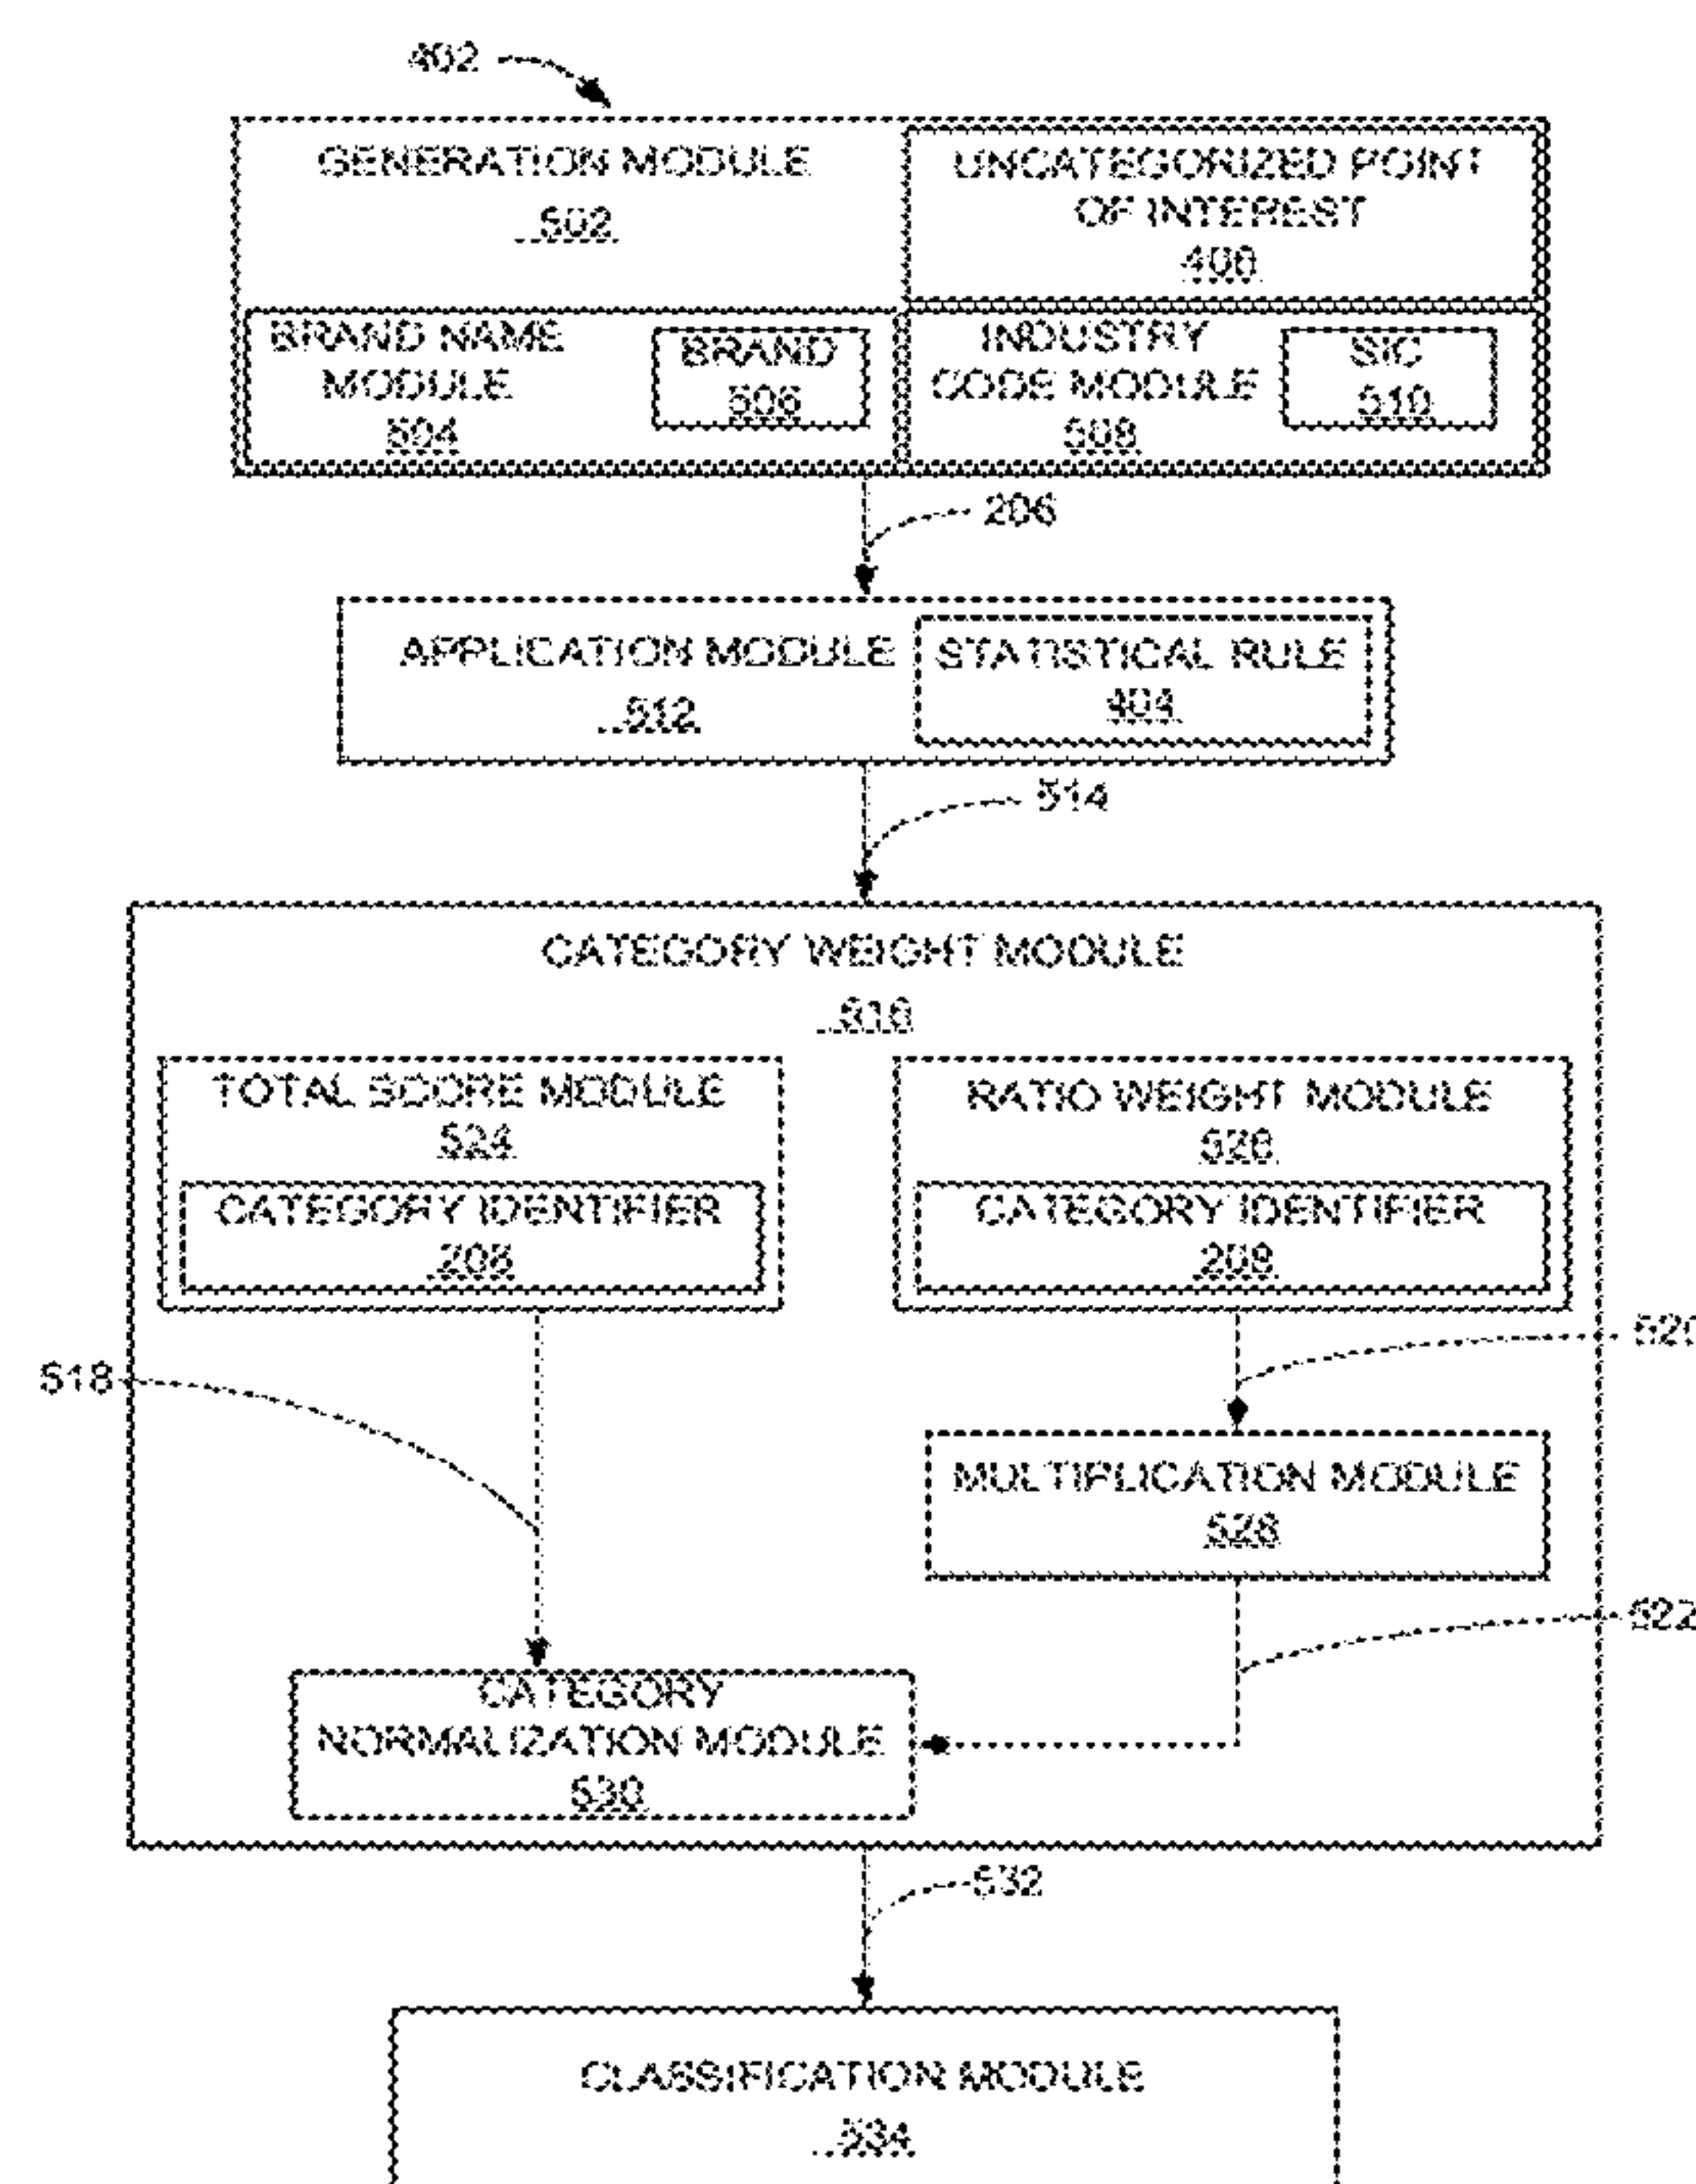 402
GENERATION MODULE
502
UNCATEGORIZED POINT
OF INTEREST
406
BRAND NAME
MODULE
504
BRAND
506
INDUSTRY
CODE MODULE
508
SIC
510
206
APPLICATION MODULE
512
STATISTICAL RULE
404
514
CATEGORY WEIGHT MODULE
516
TOTAL SCORE MODULE
524
CATEGORY IDENTIFIER
208
RATIO WEIGHT MODULE
526
CATEGORY IDENTIFIER
208
518
520
MULTIPLICATION MODULE
528
522
CATEGORY
NORMALIZATION MODULE
530
532
CLASSIFICATION MODULE
534